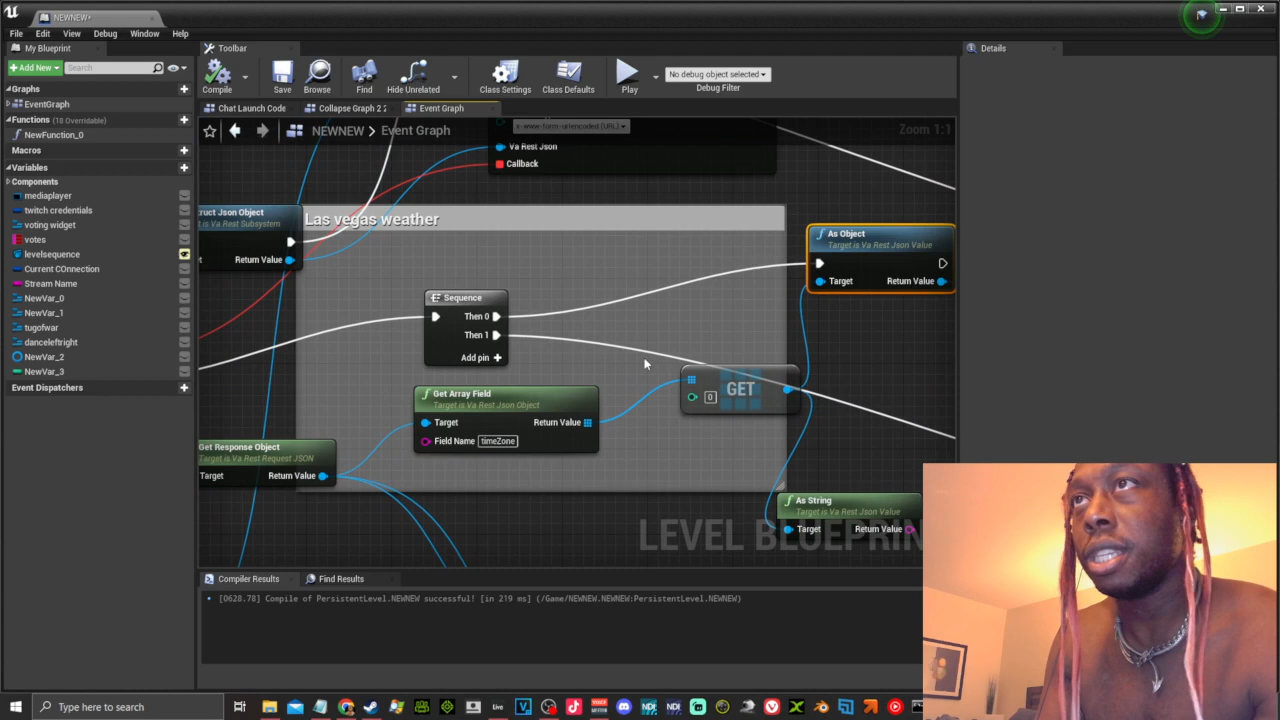 NEWNEW*
File Edit View Debug Window Help
My Blueprint
Toolbar
Details
Add New
Search
Compile
Save
Browse
Find
Hide Unrelated
Class Settings
Class Defaults
Play
No debug object selected
Debug Filter
Graphs
EventGraph
Functions (18 Overridable)
NewFunction_0
Macros
Variables
Components
mediaplayer
twitch credentials
voting widget
votes
levelsequence
Current COnnection
Stream Name
NewVar_0
NewVar_1
tugofwar
danceleftright
NewVar_2
NewVar_3
Event Dispatchers
Chat Launch Code
Collapse Graph 2 2
Event Graph
NEWNEW > Event Graph
Zoom 1:1
x-www-form-urlencoded (URL)
Va Rest Json
Callback
Las vegas weather
ruct Json Object
t is Va Rest Subsystem
Return Value
As Object
Target is Va Rest Json Value
Target
Return Value
Sequence
Then 0
Then 1
Add pin
GET
0
Get Array Field
Target is Va Rest Json Object
Target
Return Value
Field Name timeZone
Get Response Object
Target is Va Rest Request JSON
Target
Return Value
As String
Target is Va Rest Json Value
Target
Return Value
LEVEL BLUEPRIN
Compiler Results
Find Results
[0628.78] Compile of PersistentLevel.NEWNEW successful! [in 219 ms] (/Game/NEWNEW.NEWNEW:PersistentLevel.NEWNEW)
Type here to search